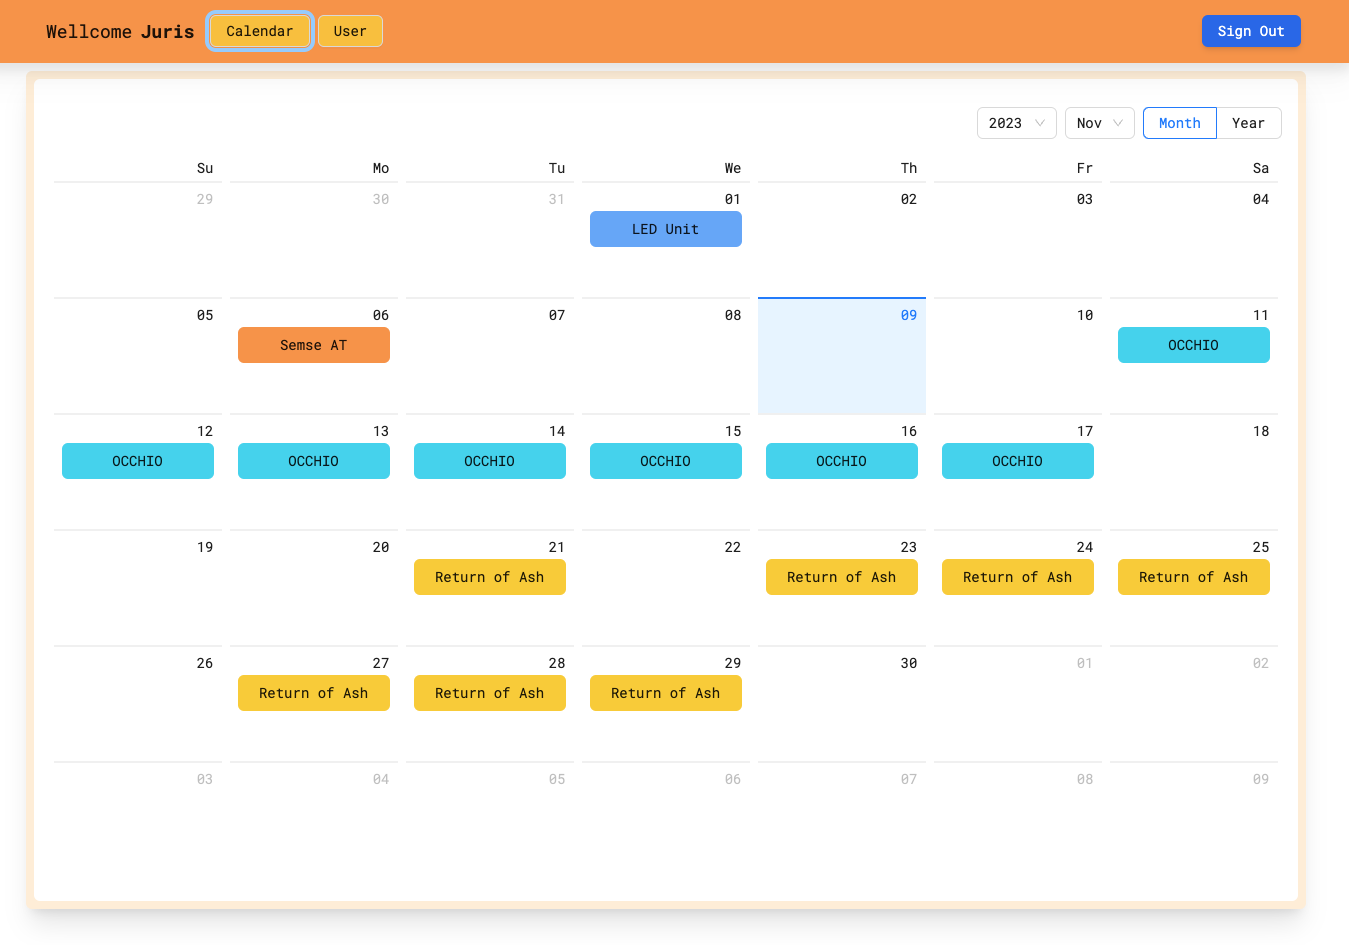 Wellcome Juris Calendar User Sign Out
2023 Nov Month Year
Su Mo Tu We Th Fr Sa
29 30 31 01 02 03 04
LED Unit
05 06 07 08 09 10 11
Semse AT OCCHIO
12 13 14 15 16 17 18
OCCHIO OCCHIO OCCHIO OCCHIO OCCHIO OCCHIO
19 20 21 22 23 24 25
Return of Ash Return of Ash Return of Ash Return of Ash
26 27 28 29 30 01 02
Return of Ash Return of Ash Return of Ash
03 04 05 06 07 08 09